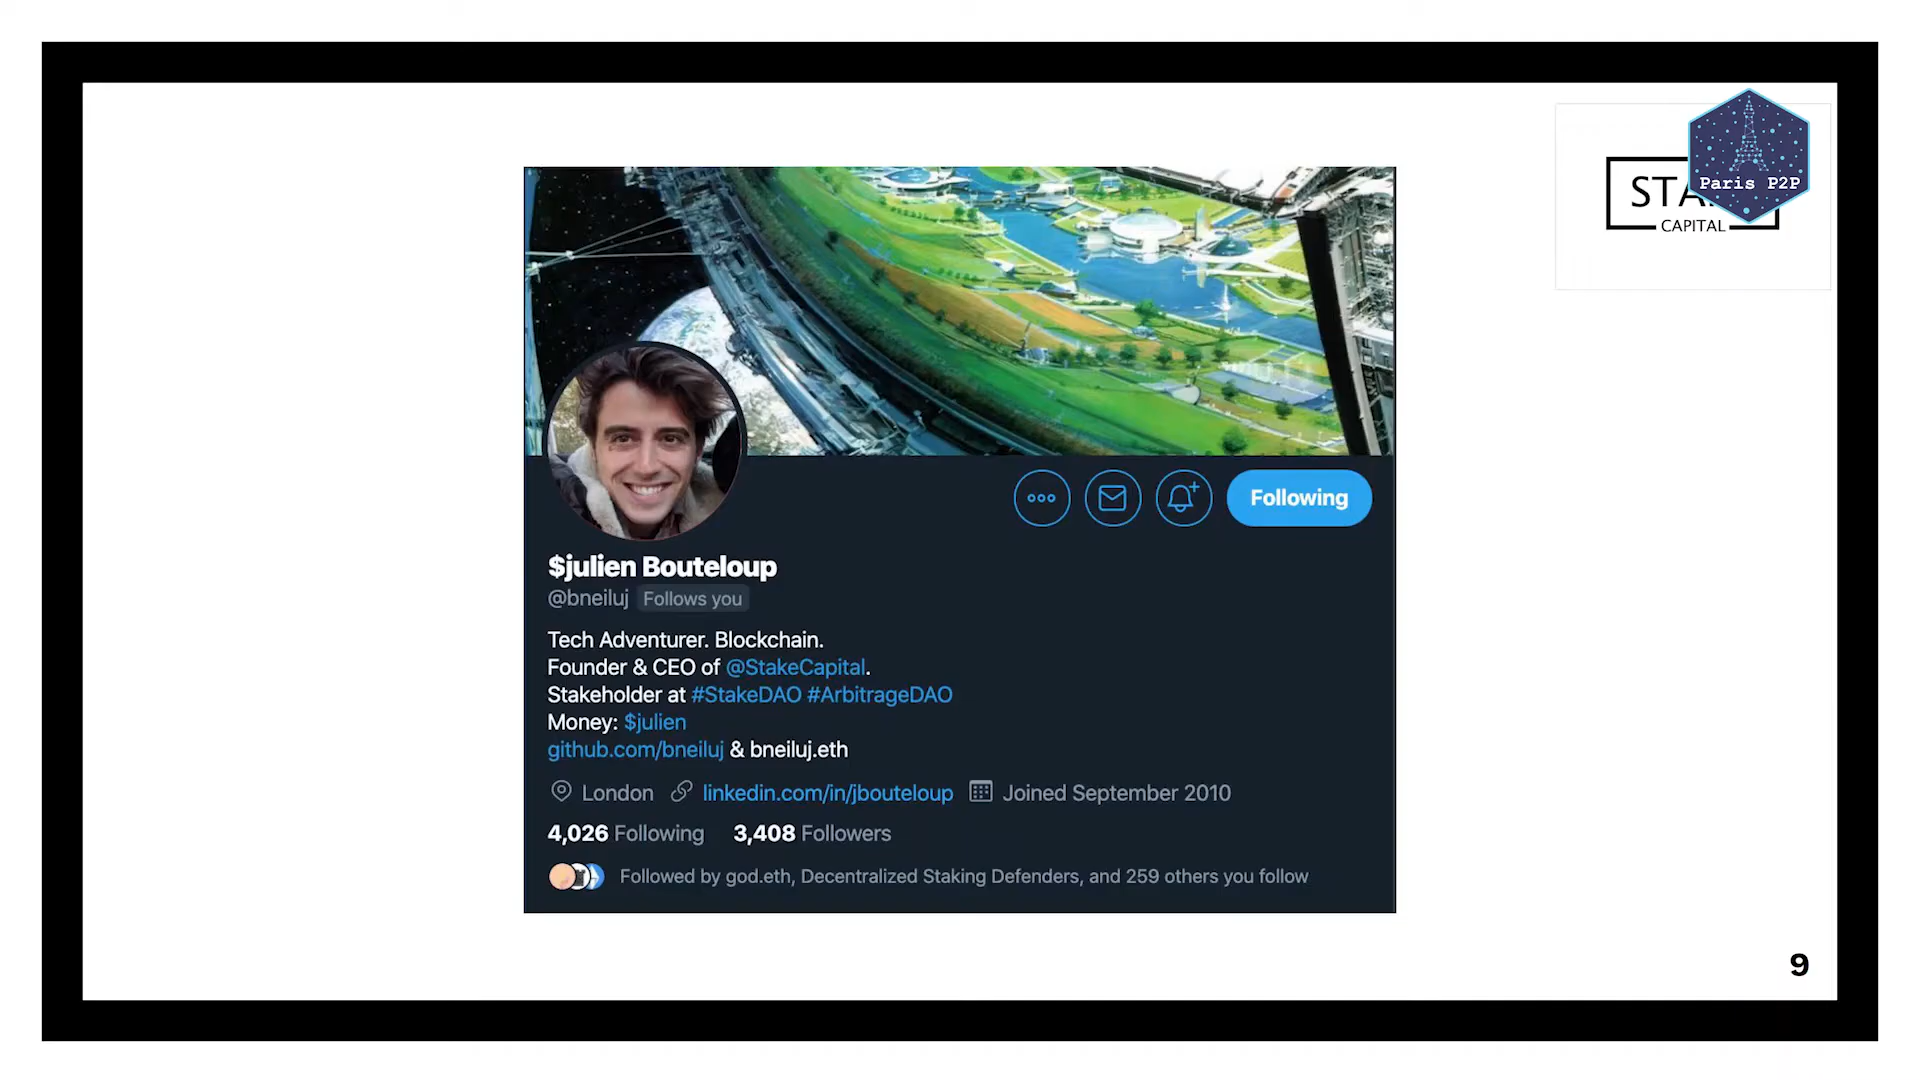 STA
CAPITAL
Paris P2P
Following
$julien Bouteloup
@bneiluj Follows you
Tech Adventurer. Blockchain.
Founder & CEO of @StakeCapital.
Stakeholder at #StakeDAO #ArbitrageDAO
Money: $julien
github.com/bneiluj & bneiluj.eth
London linkedin.com/in/jbouteloup Joined September 2010
4,026 Following 3,408 Followers
Followed by god.eth, Decentralized Staking Defenders, and 259 others you follow
9